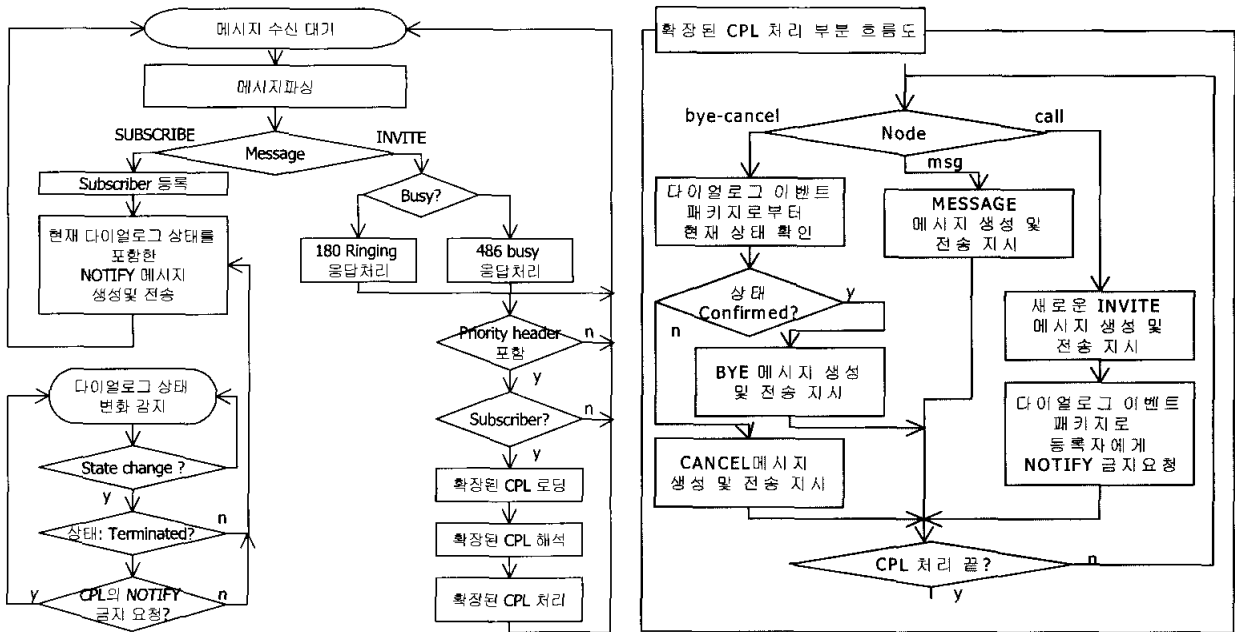 메시지 수신 대기
메시지파싱
SUBSCRIBE
INVITE
Message
Subscriber 등록
현재 다이얼로그 상태를
포함한
NOTIFY 메시지
생성및 전송
Busy?
180 Ringing
응답처리
486 busy
응답처리
Priority header
포함
n
y
Subscriber?
n
y
확장된 CPL 로딩
확장된 CPL 해석
확장된 CPL 처리
다이얼로그 상태
변화 감지
State change ?
y
상태: Terminated?
n
y
CPL의 NOTIFY
금지 요청?
n
확장된 CPL 처리 부분 흐름도
bye-cancel
Node
call
msg
다이얼로그 이벤트
패키지로부터
현재 상태 확인
MESSAGE
메시지 생성 및
전송 지시
상태
Confirmed?
y
n
새로운 INVITE
메시지 생성 및
전송 지시
BYE 메시지 생성
및 전송 지시
다이얼로그 이벤트
패키지로
등록자에게
NOTIFY 금지요청
CANCEL메시지
생성 및 전송 지시
CPL 처리 끝?
n
y